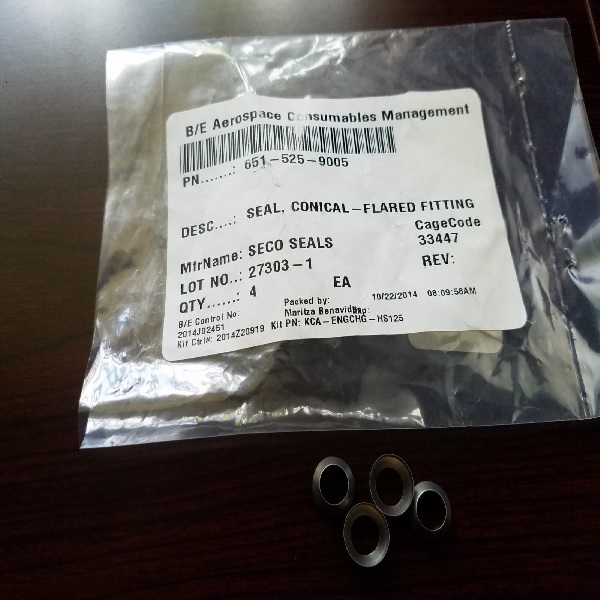 B/E Aerospace Consumables Management
PN......: 651-525-9005
DESC....: SEAL, CONICAL-FLARED FITTING
CageCode
MfrName: SECO SEALS 33447
LOT NO..: 27303-1 REV:
QTY......: 4 EA
B/E Control No: Packed by: 10/22/2014 08:09:58AM
2014J02451 Maritza Benavides
Kit Ctrl#: 2014Z20919 Kit PN: KCA-ENGCHG-HS125